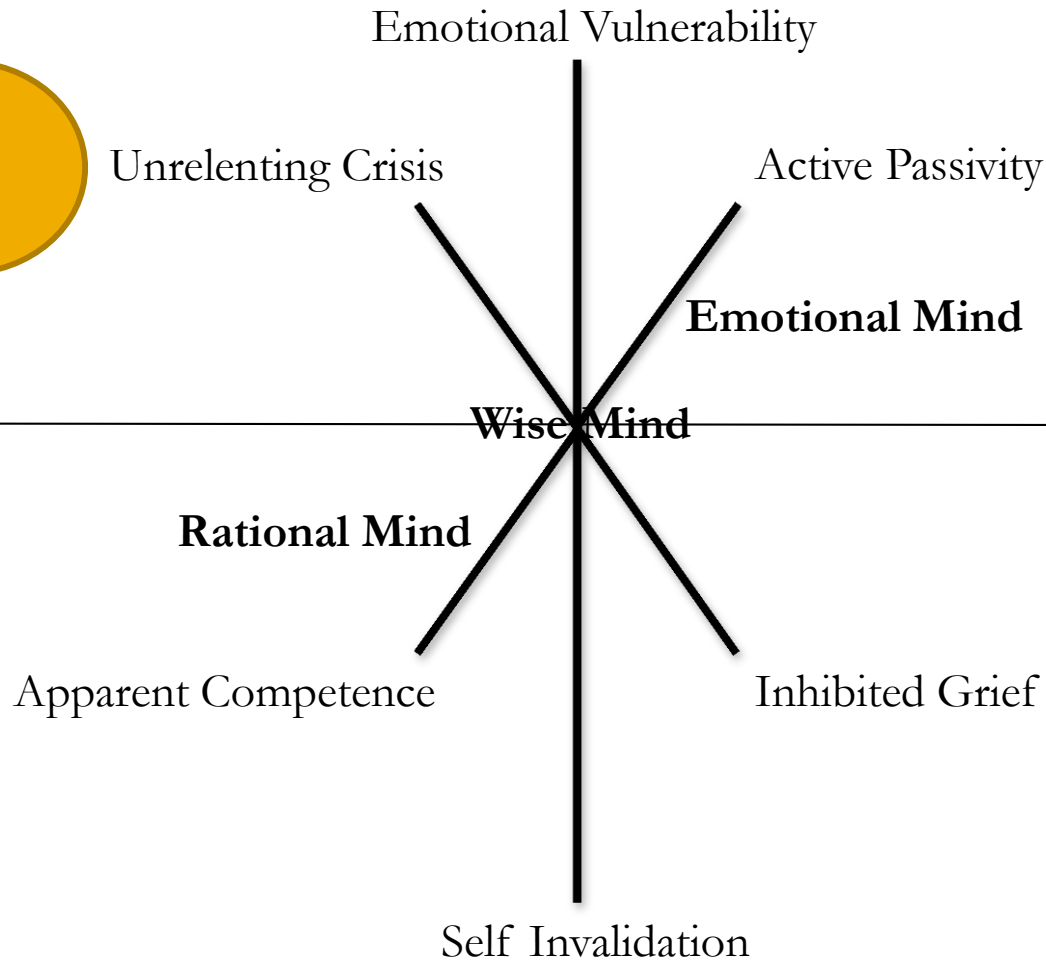 Emotional Vulnerability
Unrelenting Crisis
Active Passivity
Emotional Mind
Wise Mind
Rational Mind
Apparent Competence
Inhibited Grief
Self Invalidation